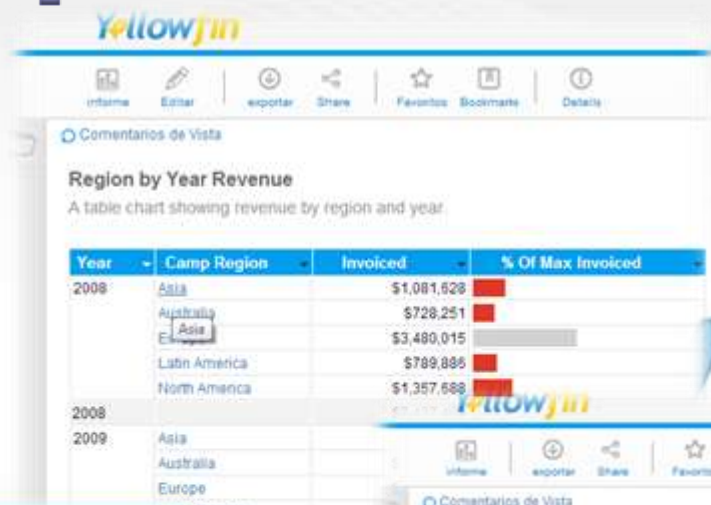 Yellowfin
informe Editar exportar Share Favoritos Bookmarks Details
Comentarios de Vista
Region by Year Revenue
A table chart showing revenue by region and year.
Year Camp Region Invoiced % Of Max Invoiced
2008 Asia $1,081,628
Australia $728,251
Asia
$3,480,015
Latin America $789,886
North America $1,357,688
Yellowfin
2008
2009 Asia
informe exportar Share
Australia
Europe
Comentarios de Vista